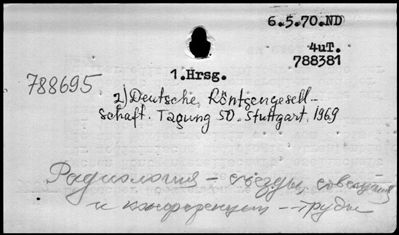 6.5.70.ND
4uT.
788381
1.Hrsg.
788695
2) Deutsche Röntgengesell-
schaft. Tagung 50. Stuttgart. 1969
Радиология – съезды, совещания
и конференции – труды